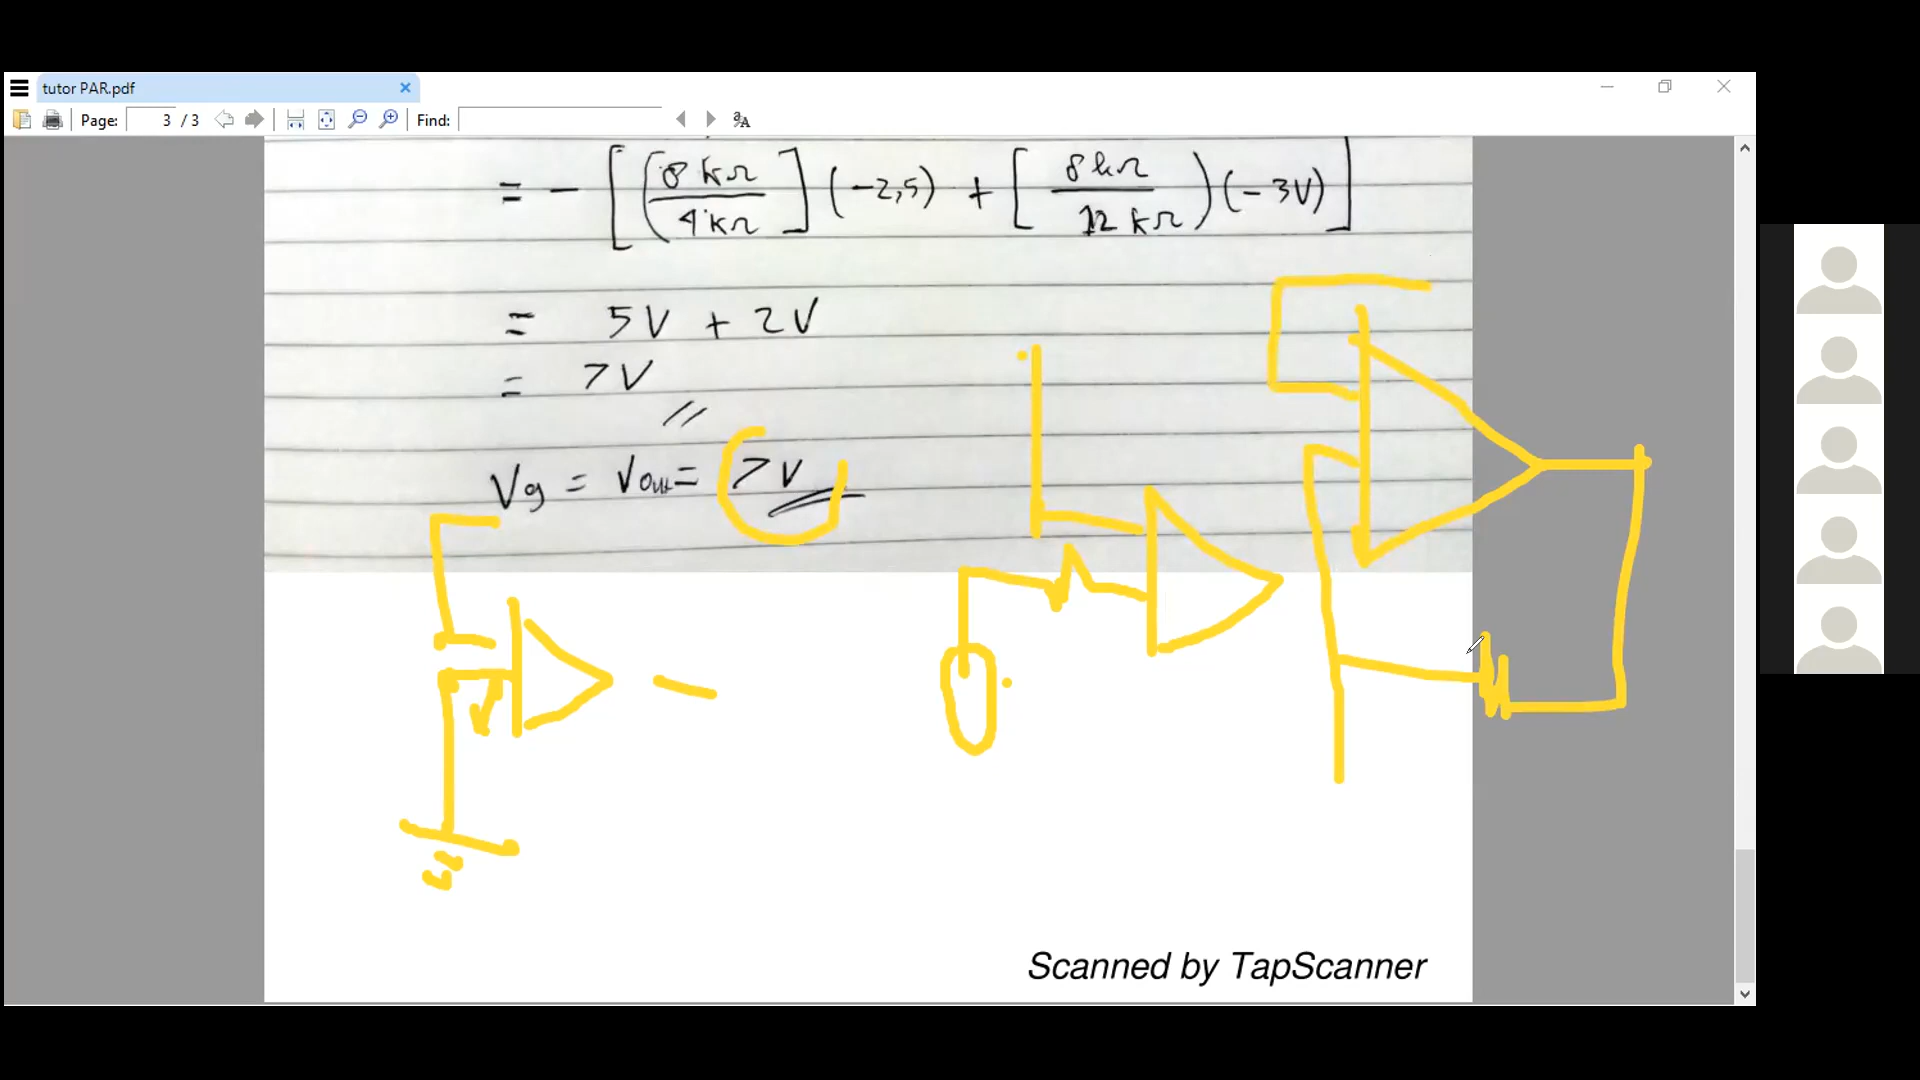 tutor PAR.pdf
Page: 3 / 3 Find:
= - [(8 kΩ / 4 kΩ] (-2,5) + [8 kΩ / 12 kΩ) (-3V)]
= 5V + 2V
= 7V
Vg = Vout = 7V
Scanned by TapScanner